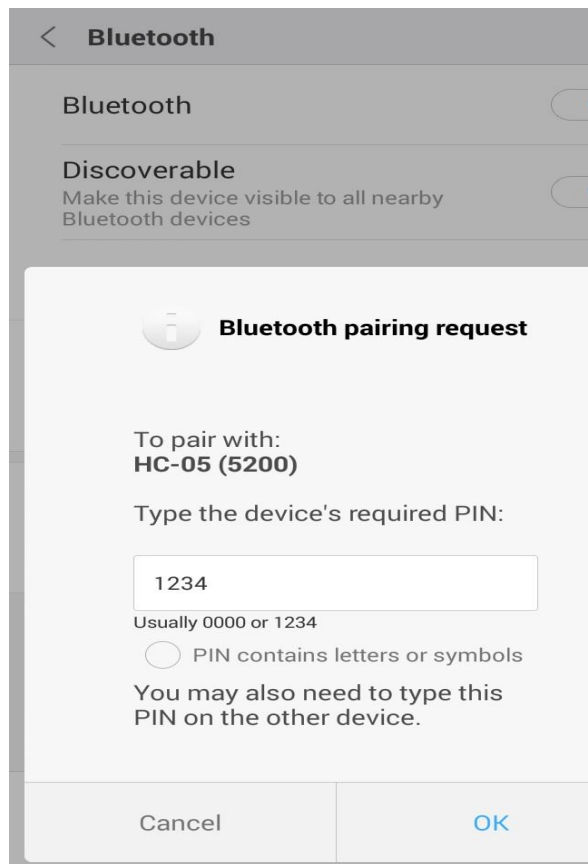 Bluetooth
Bluetooth
Discoverable
Make this device visible to all nearby
Bluetooth devices
Bluetooth pairing request
To pair with:
HC-05 (5200)
Type the device's required PIN:
1234
Usually 0000 or 1234
PIN contains letters or symbols
You may also need to type this
PIN on the other device.
Cancel
OK